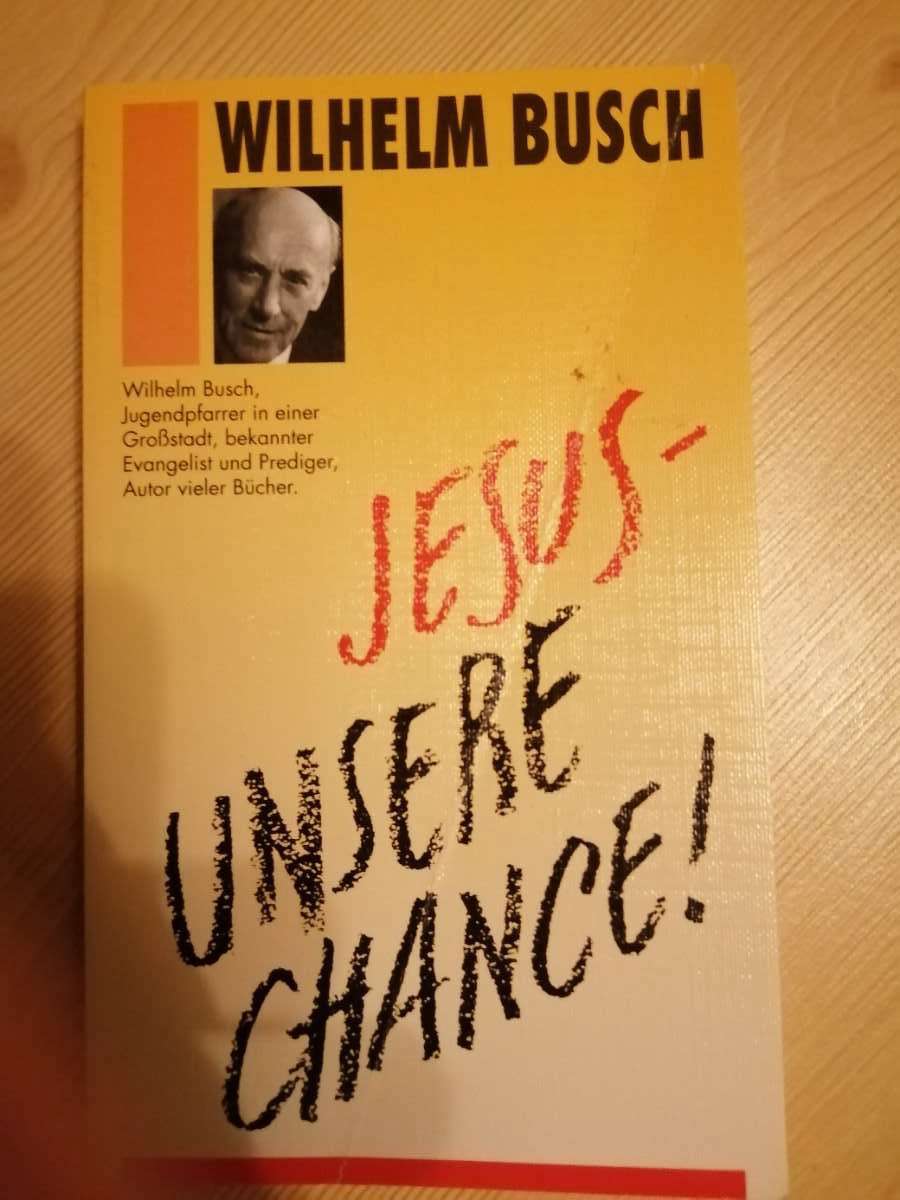 WILHELM BUSCH
Wilhelm Busch,
Jugendpfarrer in einer
Großstadt, bekannter
Evangelist und Prediger,
Autor vieler Bücher.
JESUS-
UNSERE
CHANCE!